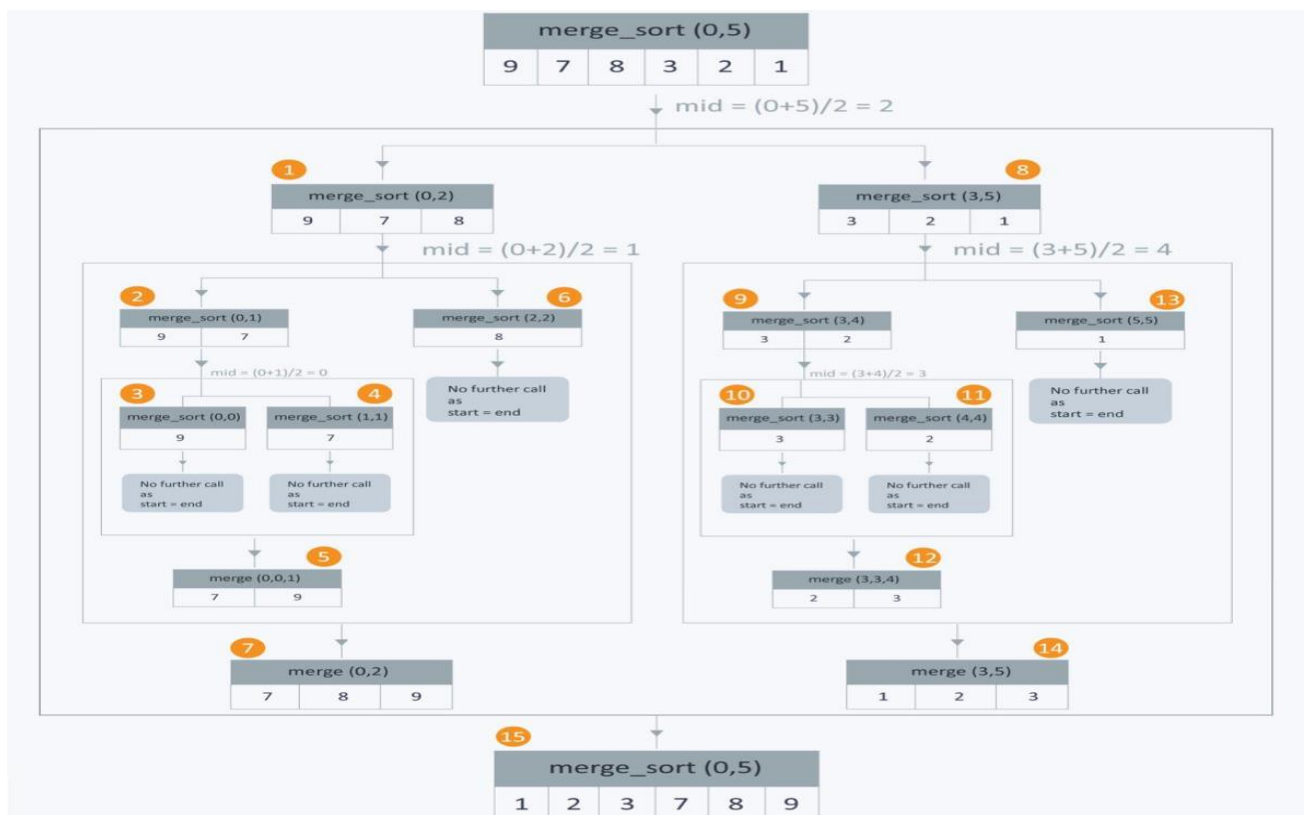 merge_sort (0,5)
9 7 8 3 2 1
mid = (0+5)/2 = 2
1
merge_sort (0,2)
9 7 8
mid = (0+2)/2 = 1
2
merge_sort (0,1)
9 7
mid = (0+1)/2 = 0
3
merge_sort (0,0)
9
No further call
as
start = end
4
merge_sort (1,1)
7
No further call
as
start = end
5
merge (0,0,1)
7 9
6
merge_sort (2,2)
8
No further call
as
start = end
7
merge (0,2)
7 8 9
8
merge_sort (3,5)
3 2 1
mid = (3+5)/2 = 4
9
merge_sort (3,4)
3 2
mid = (3+4)/2 = 3
10
merge_sort (3,3)
3
No further call
as
start = end
11
merge_sort (4,4)
2
No further call
as
start = end
12
merge (3,3,4)
2 3
13
merge_sort (5,5)
1
No further call
as
start = end
14
merge (3,5)
1 2 3
15
merge_sort (0,5)
1 2 3 7 8 9